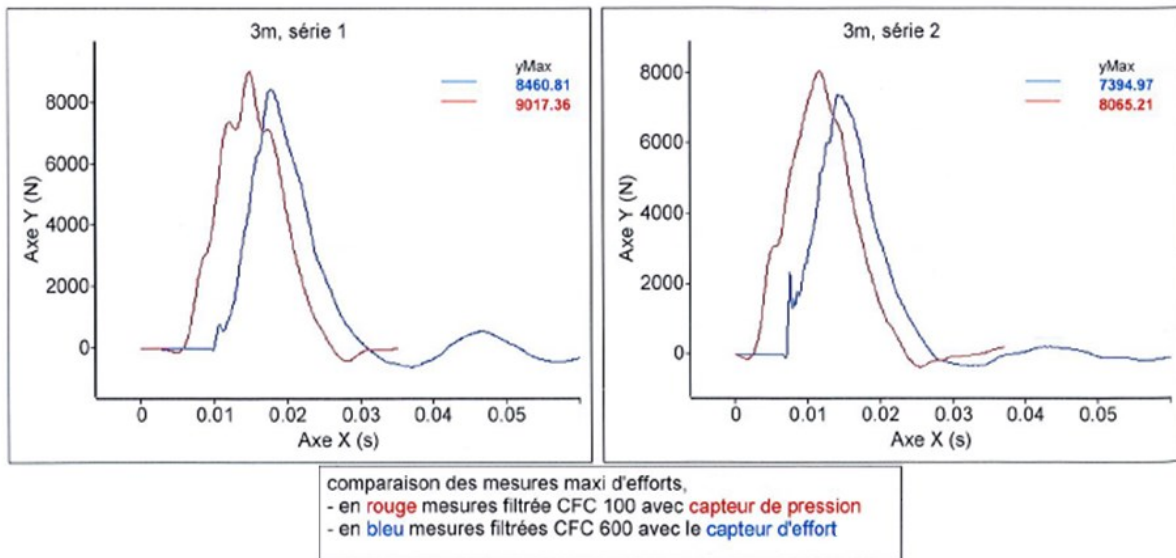 3m, série 1
yMax
8460.81
9017.36
8000
6000
4000
2000
0
Axe Y (N)
0 0.01 0.02 0.03 0.04 0.05
Axe X (s)
3m, série 2
yMax
7394.97
8065.21
8000
6000
4000
2000
0
Axe Y (N)
0 0.01 0.02 0.03 0.04 0.05
Axe X (s)
comparaison des mesures maxi d'efforts,
- en rouge mesures filtrée CFC 100 avec capteur de pression
- en bleu mesures filtrées CFC 600 avec le capteur d'effort